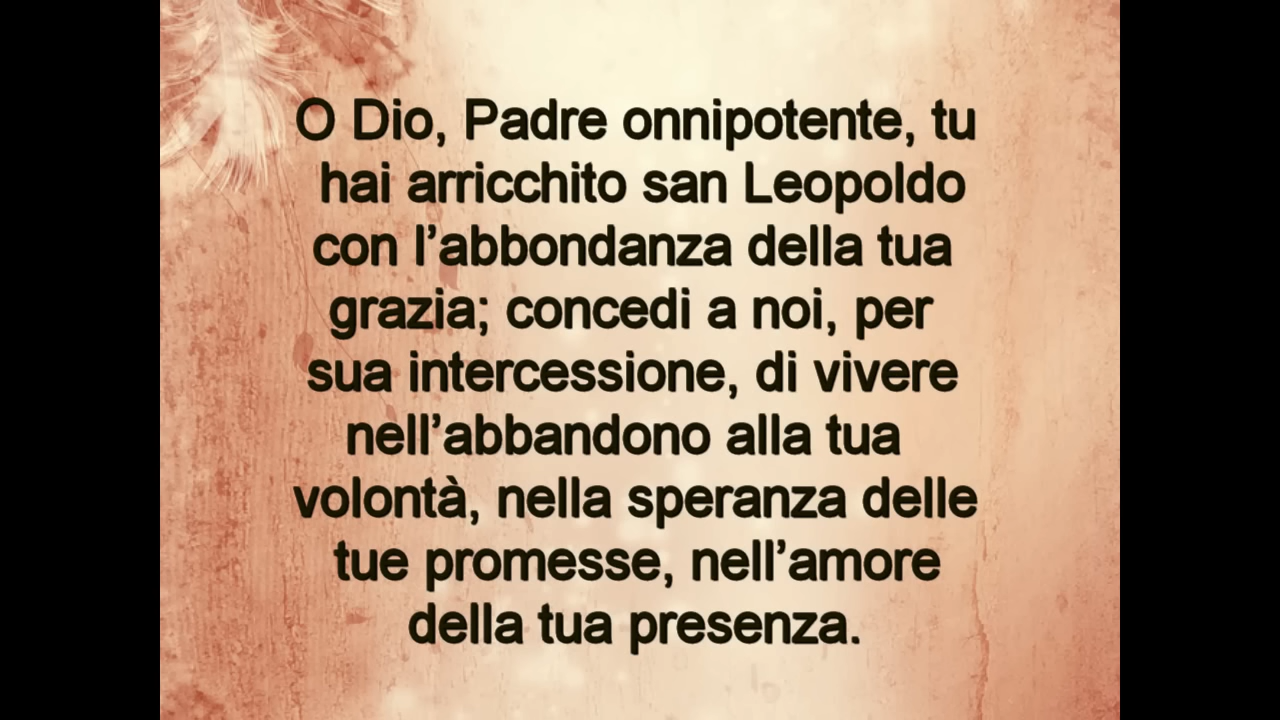 O Dio, Padre onnipotente, tu
hai arricchito san Leopoldo
con l’abbondanza della tua
grazia; concedi a noi, per
sua intercessione, di vivere
nell’abbandono alla tua
volontà, nella speranza delle
tue promesse, nell’amore
della tua presenza.